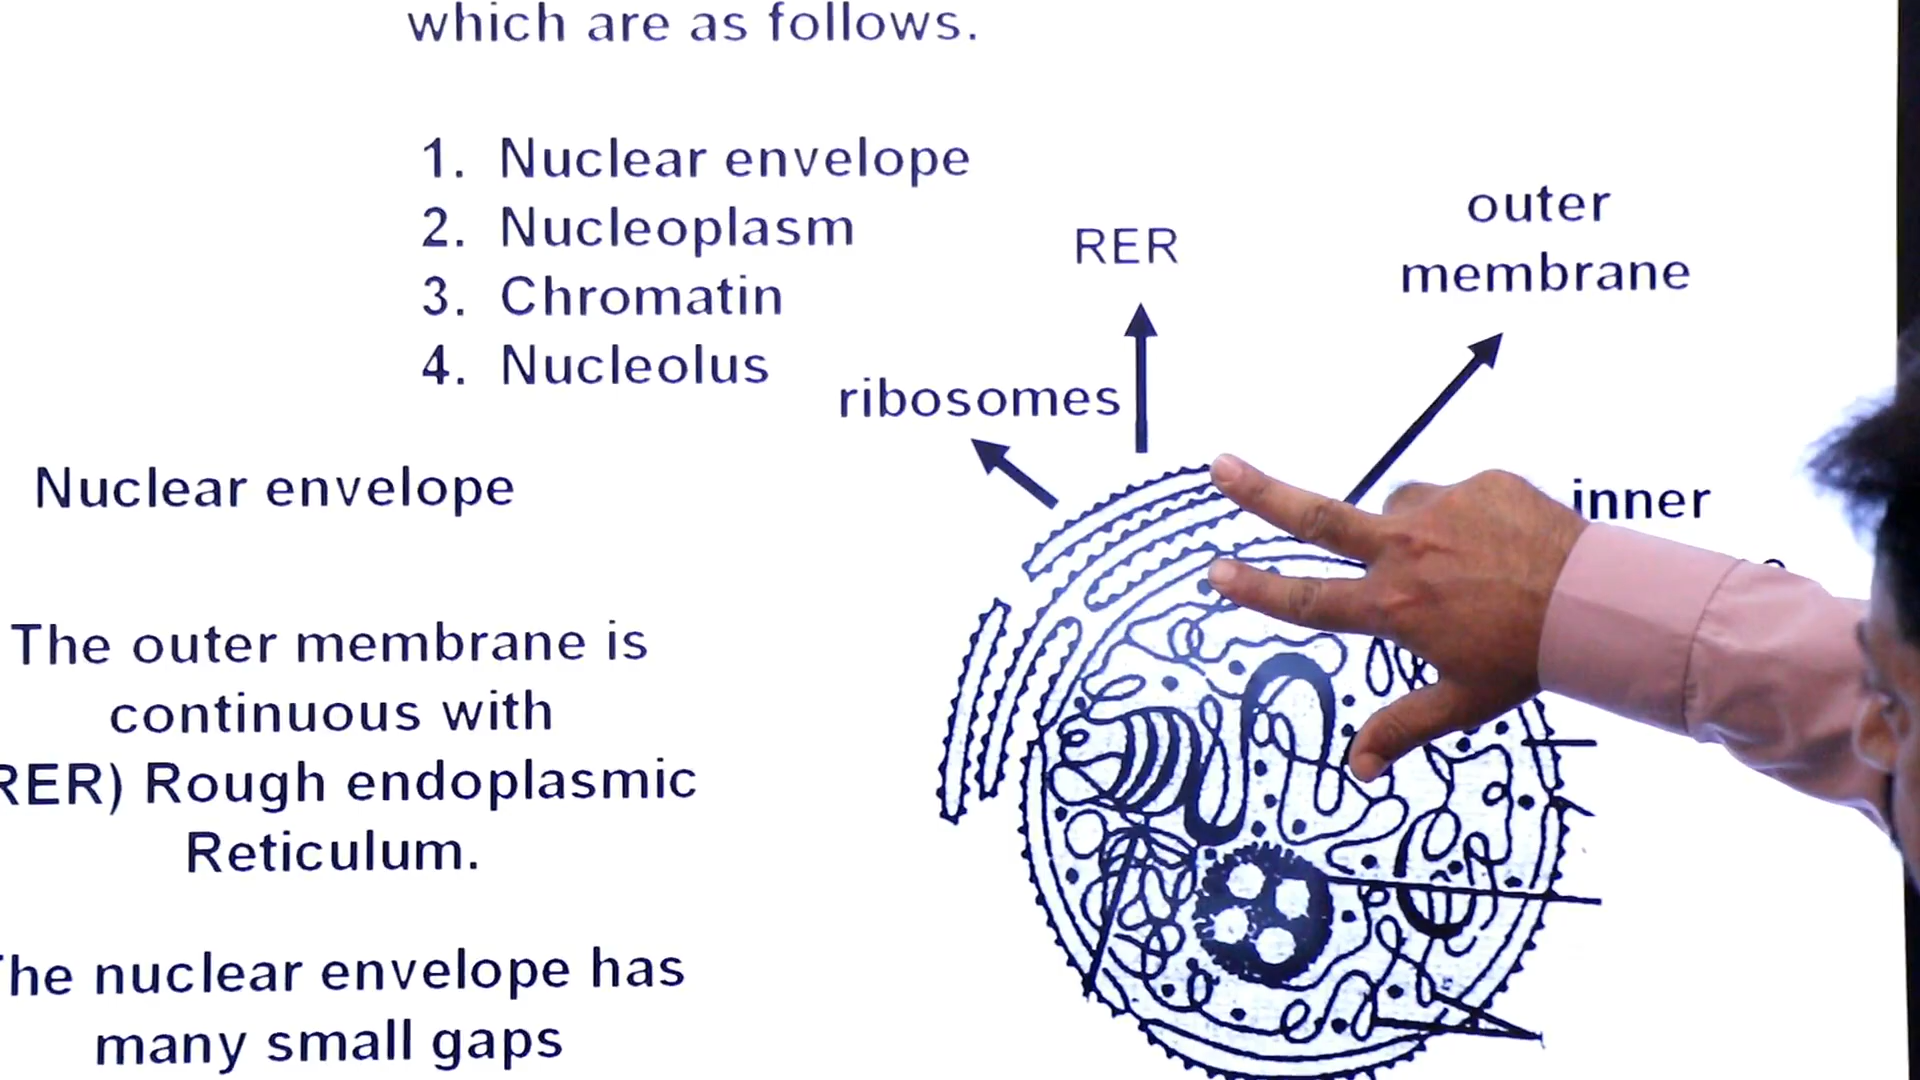 which are as follows.
1. Nuclear envelope
2. Nucleoplasm
3. Chromatin
4. Nucleolus
RER
outer
membrane
ribosomes
inner
Nuclear envelope
The outer membrane is
continuous with
RER) Rough endoplasmic
Reticulum.
The nuclear envelope has
many small gaps